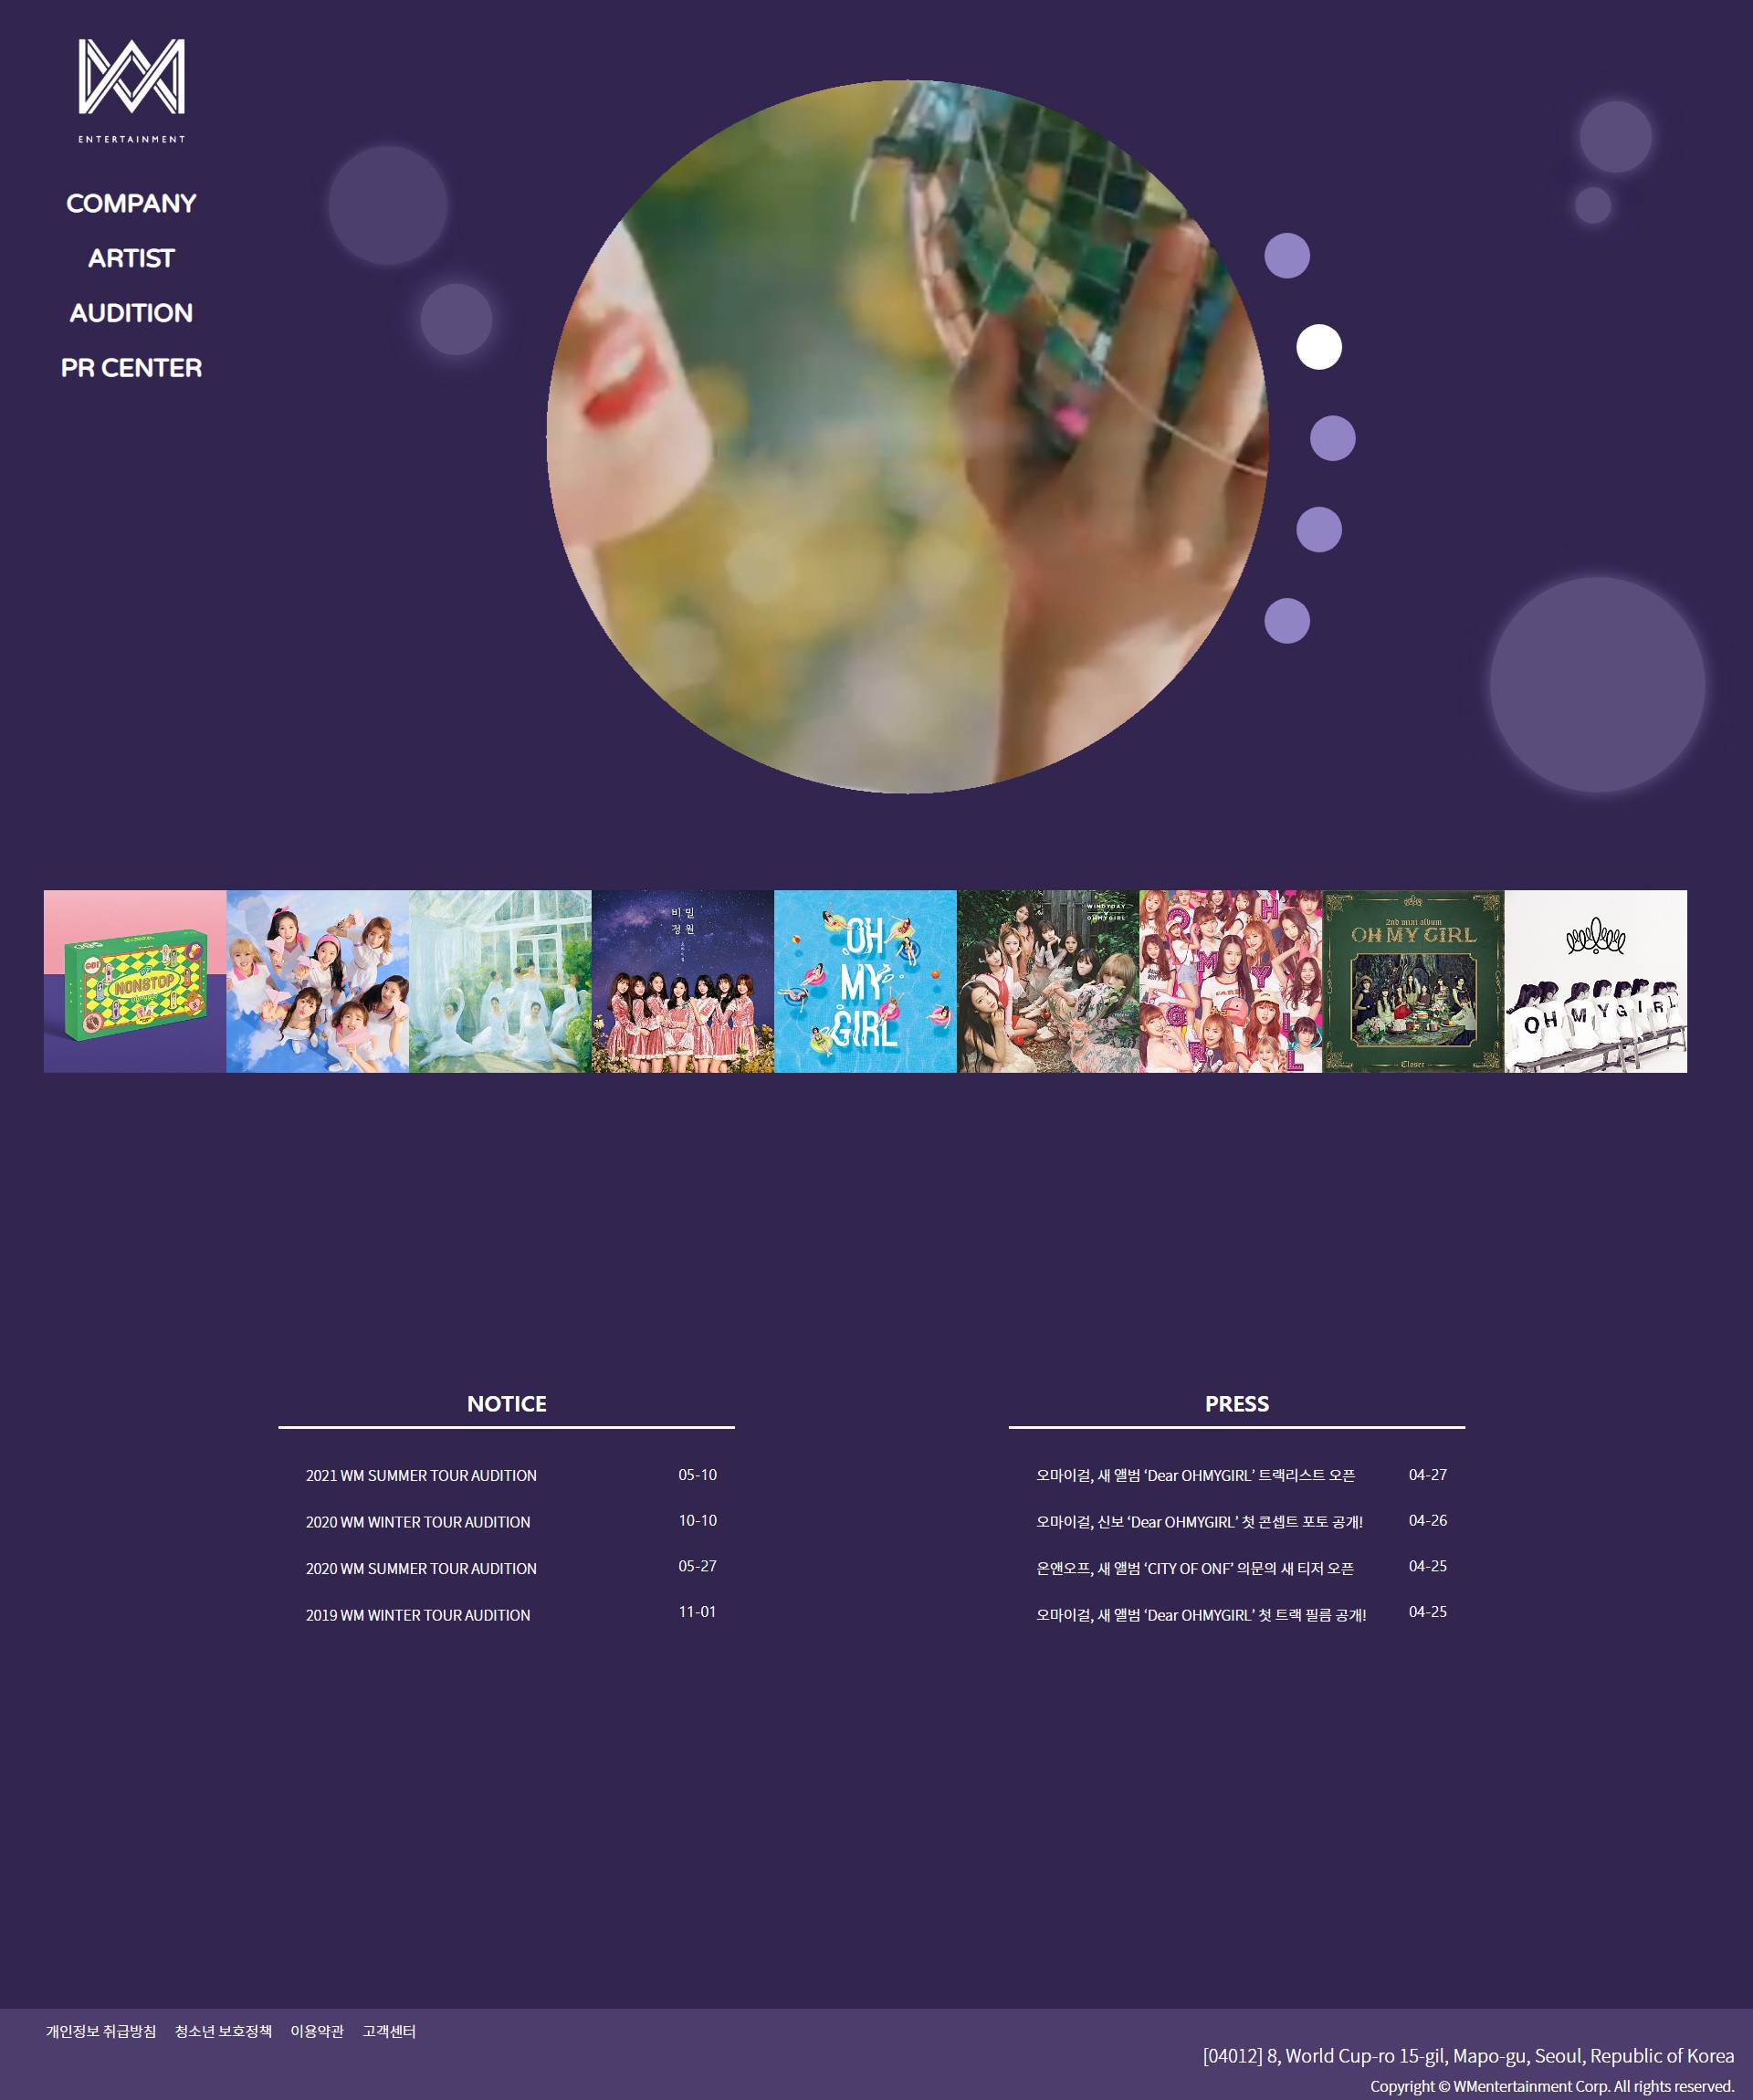 WM
ENTERTAINMENT
COMPANY
ARTIST
AUDITION
PR CENTER
NONSTOP
비밀
정원
OH
MY
GIRL
WINDY DAY
OHMYGIRL
OH
MY
GIRL
2nd mini album
OH MY GIRL
Closer
OH MY GIRL
NOTICE
2021 WM SUMMER TOUR AUDITION 05-10
2020 WM WINTER TOUR AUDITION 10-10
2020 WM SUMMER TOUR AUDITION 05-27
2019 WM WINTER TOUR AUDITION 11-01
PRESS
오마이걸, 새 앨범 ‘Dear OHMYGIRL’ 트랙리스트 오픈 04-27
오마이걸, 신보 ‘Dear OHMYGIRL’ 첫 콘셉트 포토 공개! 04-26
온앤오프, 새 앨범 ‘CITY OF ONF’ 의문의 새 티저 오픈 04-25
오마이걸, 새 앨범 ‘Dear OHMYGIRL’ 첫 트랙 필름 공개! 04-25
개인정보 취급방침 청소년 보호정책 이용약관 고객센터
[04012] 8, World Cup-ro 15-gil, Mapo-gu, Seoul, Republic of Korea
Copyright © WMentertainment Corp. All rights reserved.